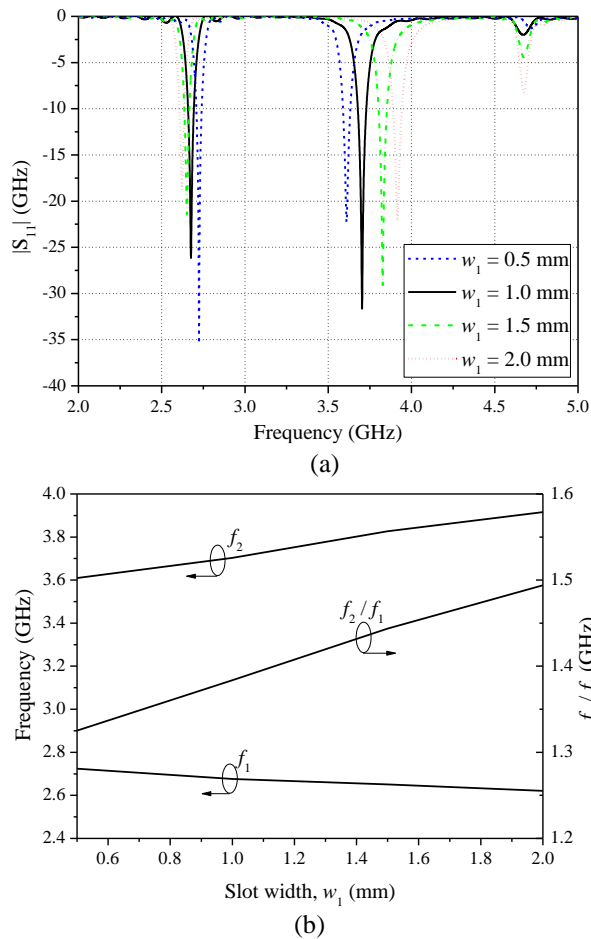 0
-5
-10
-15
-20
-25
-30
-35
-40
|S11| (GHz)
w1 = 0.5 mm
w1 = 1.0 mm
w1 = 1.5 mm
w1 = 2.0 mm
2.0 2.5 3.0 3.5 4.0 4.5 5.0
Frequency (GHz)
(a)
4.0
3.8
3.6
3.4
3.2
3.0
2.8
2.6
2.4
Frequency (GHz)
f2
f2 / f1
f1
1.6
1.5
1.4
1.3
1.2
(GHz)
0.6 0.8 1.0 1.2 1.4 1.6 1.8 2.0
Slot width, w1 (mm)
(b)